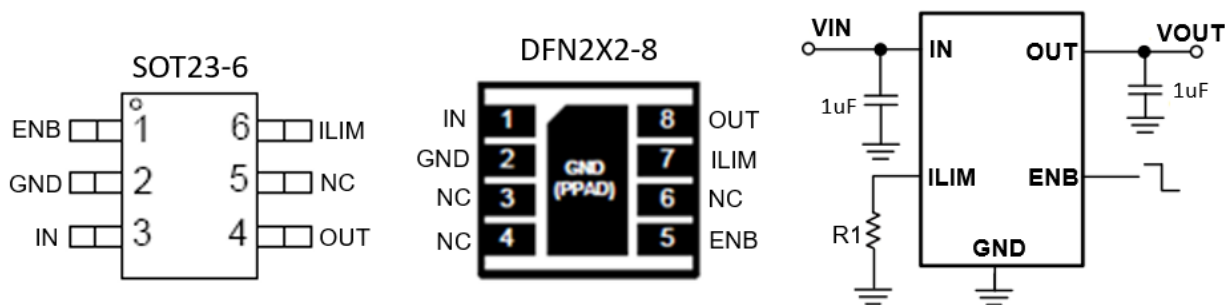 SOT23-6
ENB 1 6 ILIM
GND 2 5 NC
IN 3 4 OUT
DFN2X2-8
IN 1 8 OUT
GND 2 GND 7 ILIM
NC 3 (PPAD) 6 NC
NC 4 5 ENB
VIN IN OUT VOUT
1uF 1uF
ILIM ENB
R1
GND